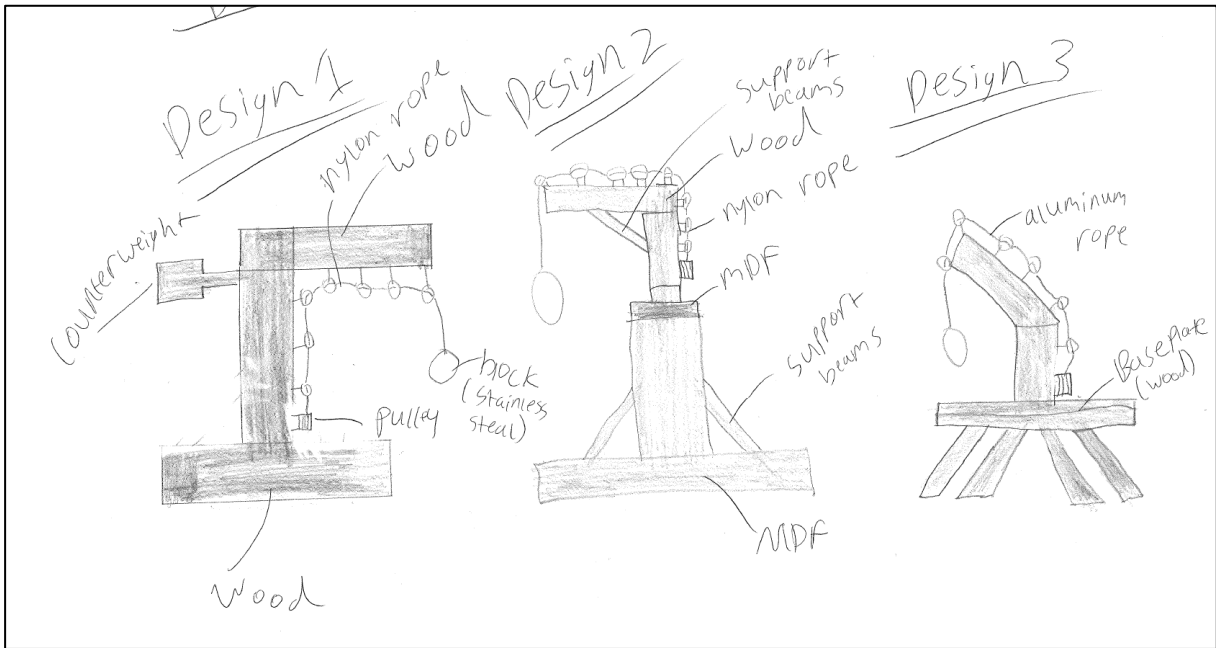 Design 1
nylon rope
wood
Counterweight
block
(stainless
steal)
pulley
Wood
Design 2
support
beams
wood
nylon rope
MDF
support
beams
MDF
Design 3
aluminum
rope
Baseplate
(wood)